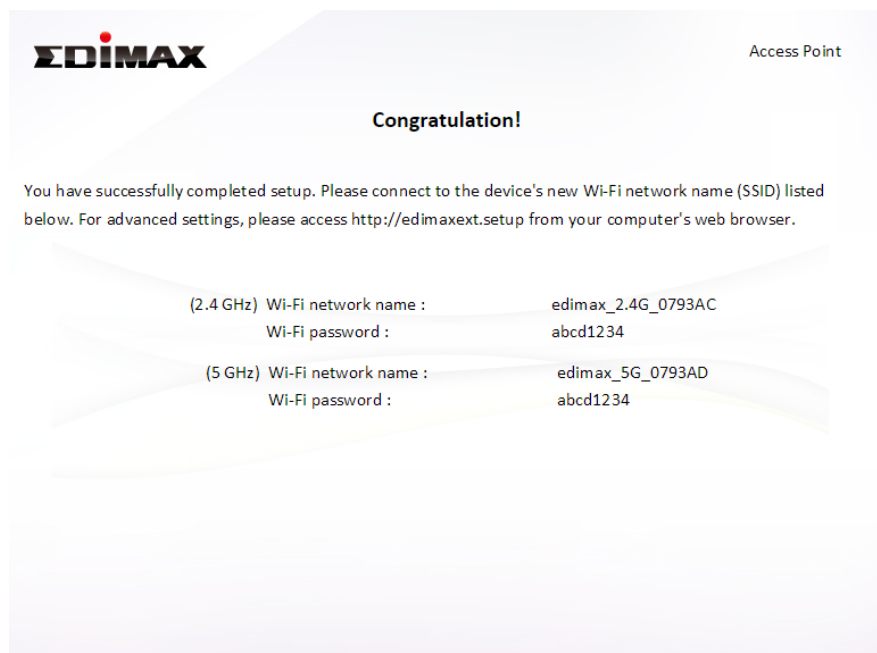 EDIMAX
Access Point
Congratulation!
You have successfully completed setup. Please connect to the device's new Wi-Fi network name (SSID) listed
below. For advanced settings, please access http://edimaxext.setup from your computer's web browser.
(2.4 GHz) Wi-Fi network name : edimax_2.4G_0793AC
Wi-Fi password : abcd1234
(5 GHz) Wi-Fi network name : edimax_5G_0793AD
Wi-Fi password : abcd1234